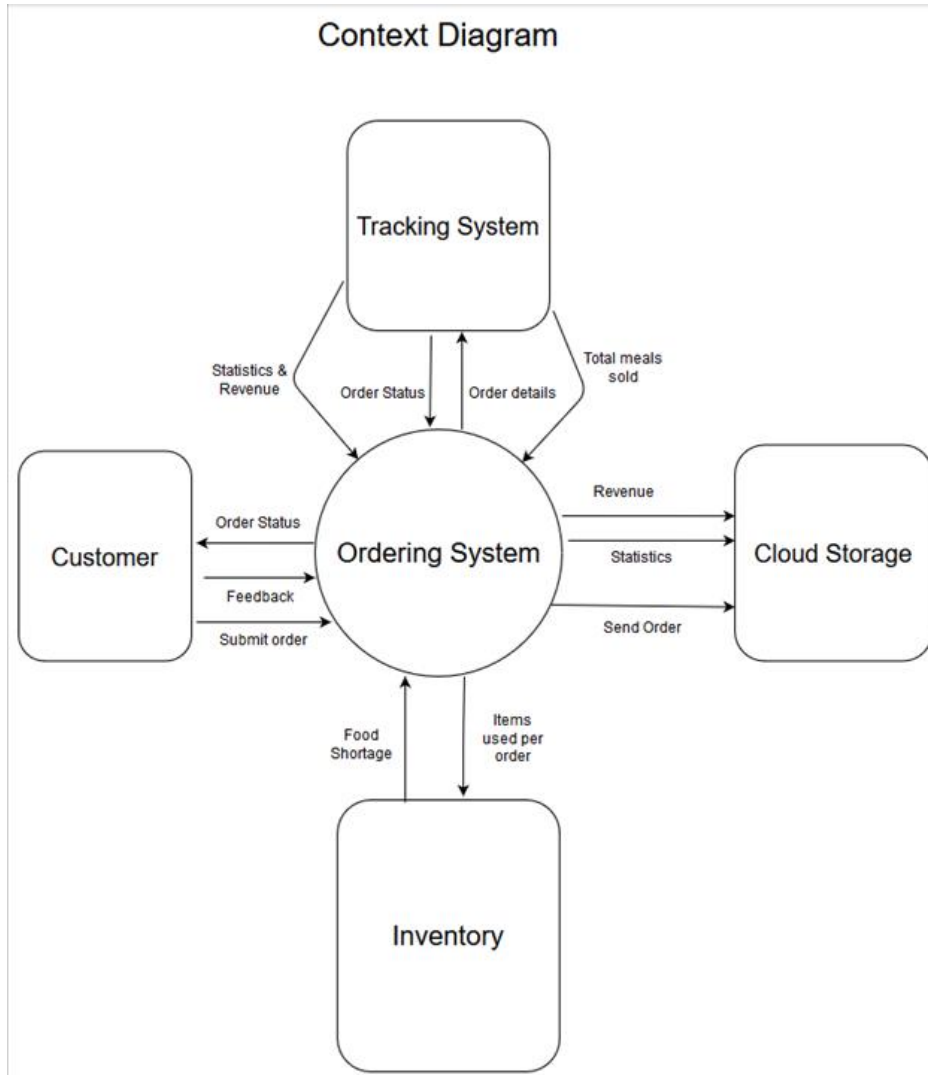 Context Diagram
Tracking System
Statistics &
Revenue
Order Status
Order details
Total meals
sold
Customer
Order Status
Feedback
Submit order
Ordering System
Revenue
Statistics
Send Order
Cloud Storage
Food
Shortage
Items
used per
order
Inventory